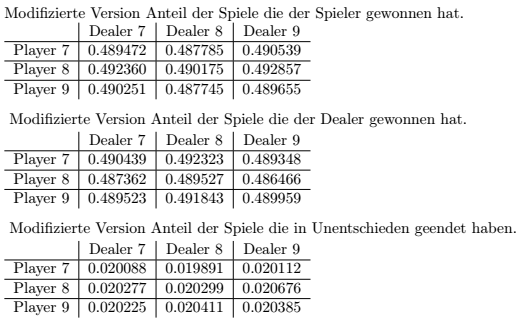 Modifizierte Version Anteil der Spiele die der Spieler gewonnen hat.
Dealer 7 Dealer 8 Dealer 9
Player 7 0.489472 0.487785 0.490539
Player 8 0.492360 0.490175 0.492857
Player 9 0.490251 0.487745 0.489655
Modifizierte Version Anteil der Spiele die der Dealer gewonnen hat.
Dealer 7 Dealer 8 Dealer 9
Player 7 0.490439 0.492323 0.489348
Player 8 0.487362 0.489527 0.486466
Player 9 0.489523 0.491843 0.489959
Modifizierte Version Anteil der Spiele die in Unentschieden geendet haben.
Dealer 7 Dealer 8 Dealer 9
Player 7 0.020088 0.019891 0.020112
Player 8 0.020277 0.020299 0.020676
Player 9 0.020225 0.020411 0.020385